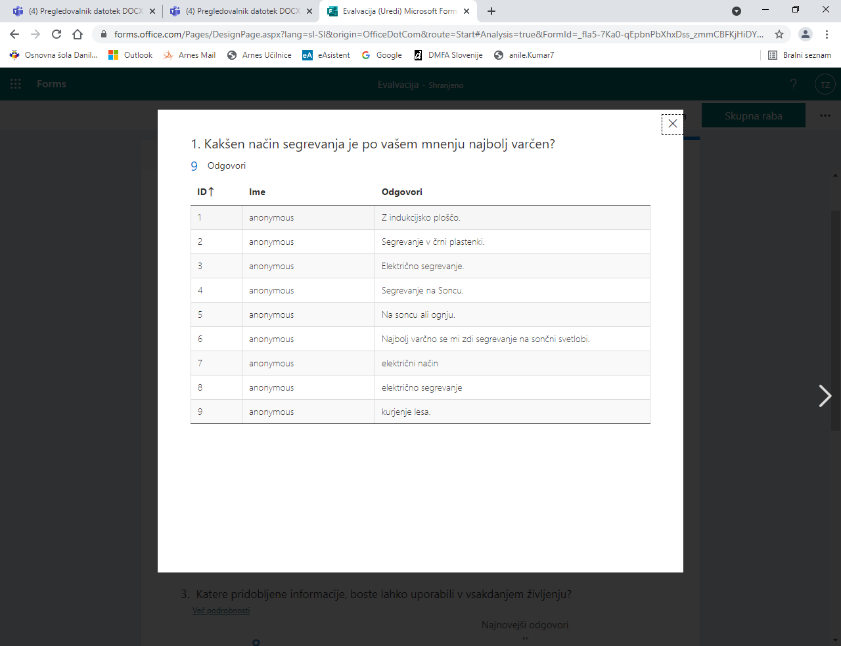 (4) Pregledovalnik datotek DOCX
(4) Pregledovalnik datotek DOCX
Evalvacija (Uredi) Microsoft Form
forms.office.com/Pages/DesignPage.aspx?lang=sl-SI&origin=OfficeDotCom&route=Start#Analysis=true&FormId=_fla5-7Ka0-qEpbnPbXhxDss_zmmCBFKjHiDY...
Osnovna šola Danil...
Outlook
Arnes Mail
Arnes Učilnice
eA eAsistent
Google
DMFA Slovenije
anile.Kumar7
Bralni seznam
Forms
Evalvacija - Shranjeno
?
TZ
Skupna raba
1. Kakšen način segrevanja je po vašem mnenju najbolj varčen?
9 Odgovori
ID↑ Ime Odgovori
1 anonymous Z indukcijsko ploščo.
2 anonymous Segrevanje v črni plastenki.
3 anonymous Električno segrevanje.
4 anonymous Segrevanje na Soncu.
5 anonymous Na soncu ali ognju.
6 anonymous Najbolj varčno se mi zdi segrevanje na sončni svetlobi.
7 anonymous električni način
8 anonymous električno segrevanje
9 anonymous kurjenje lesa.
3. Katere pridobljene informacije, boste lahko uporabili v vsakdanjem življenju?
Več podrobnosti
Najnovejši odgovori